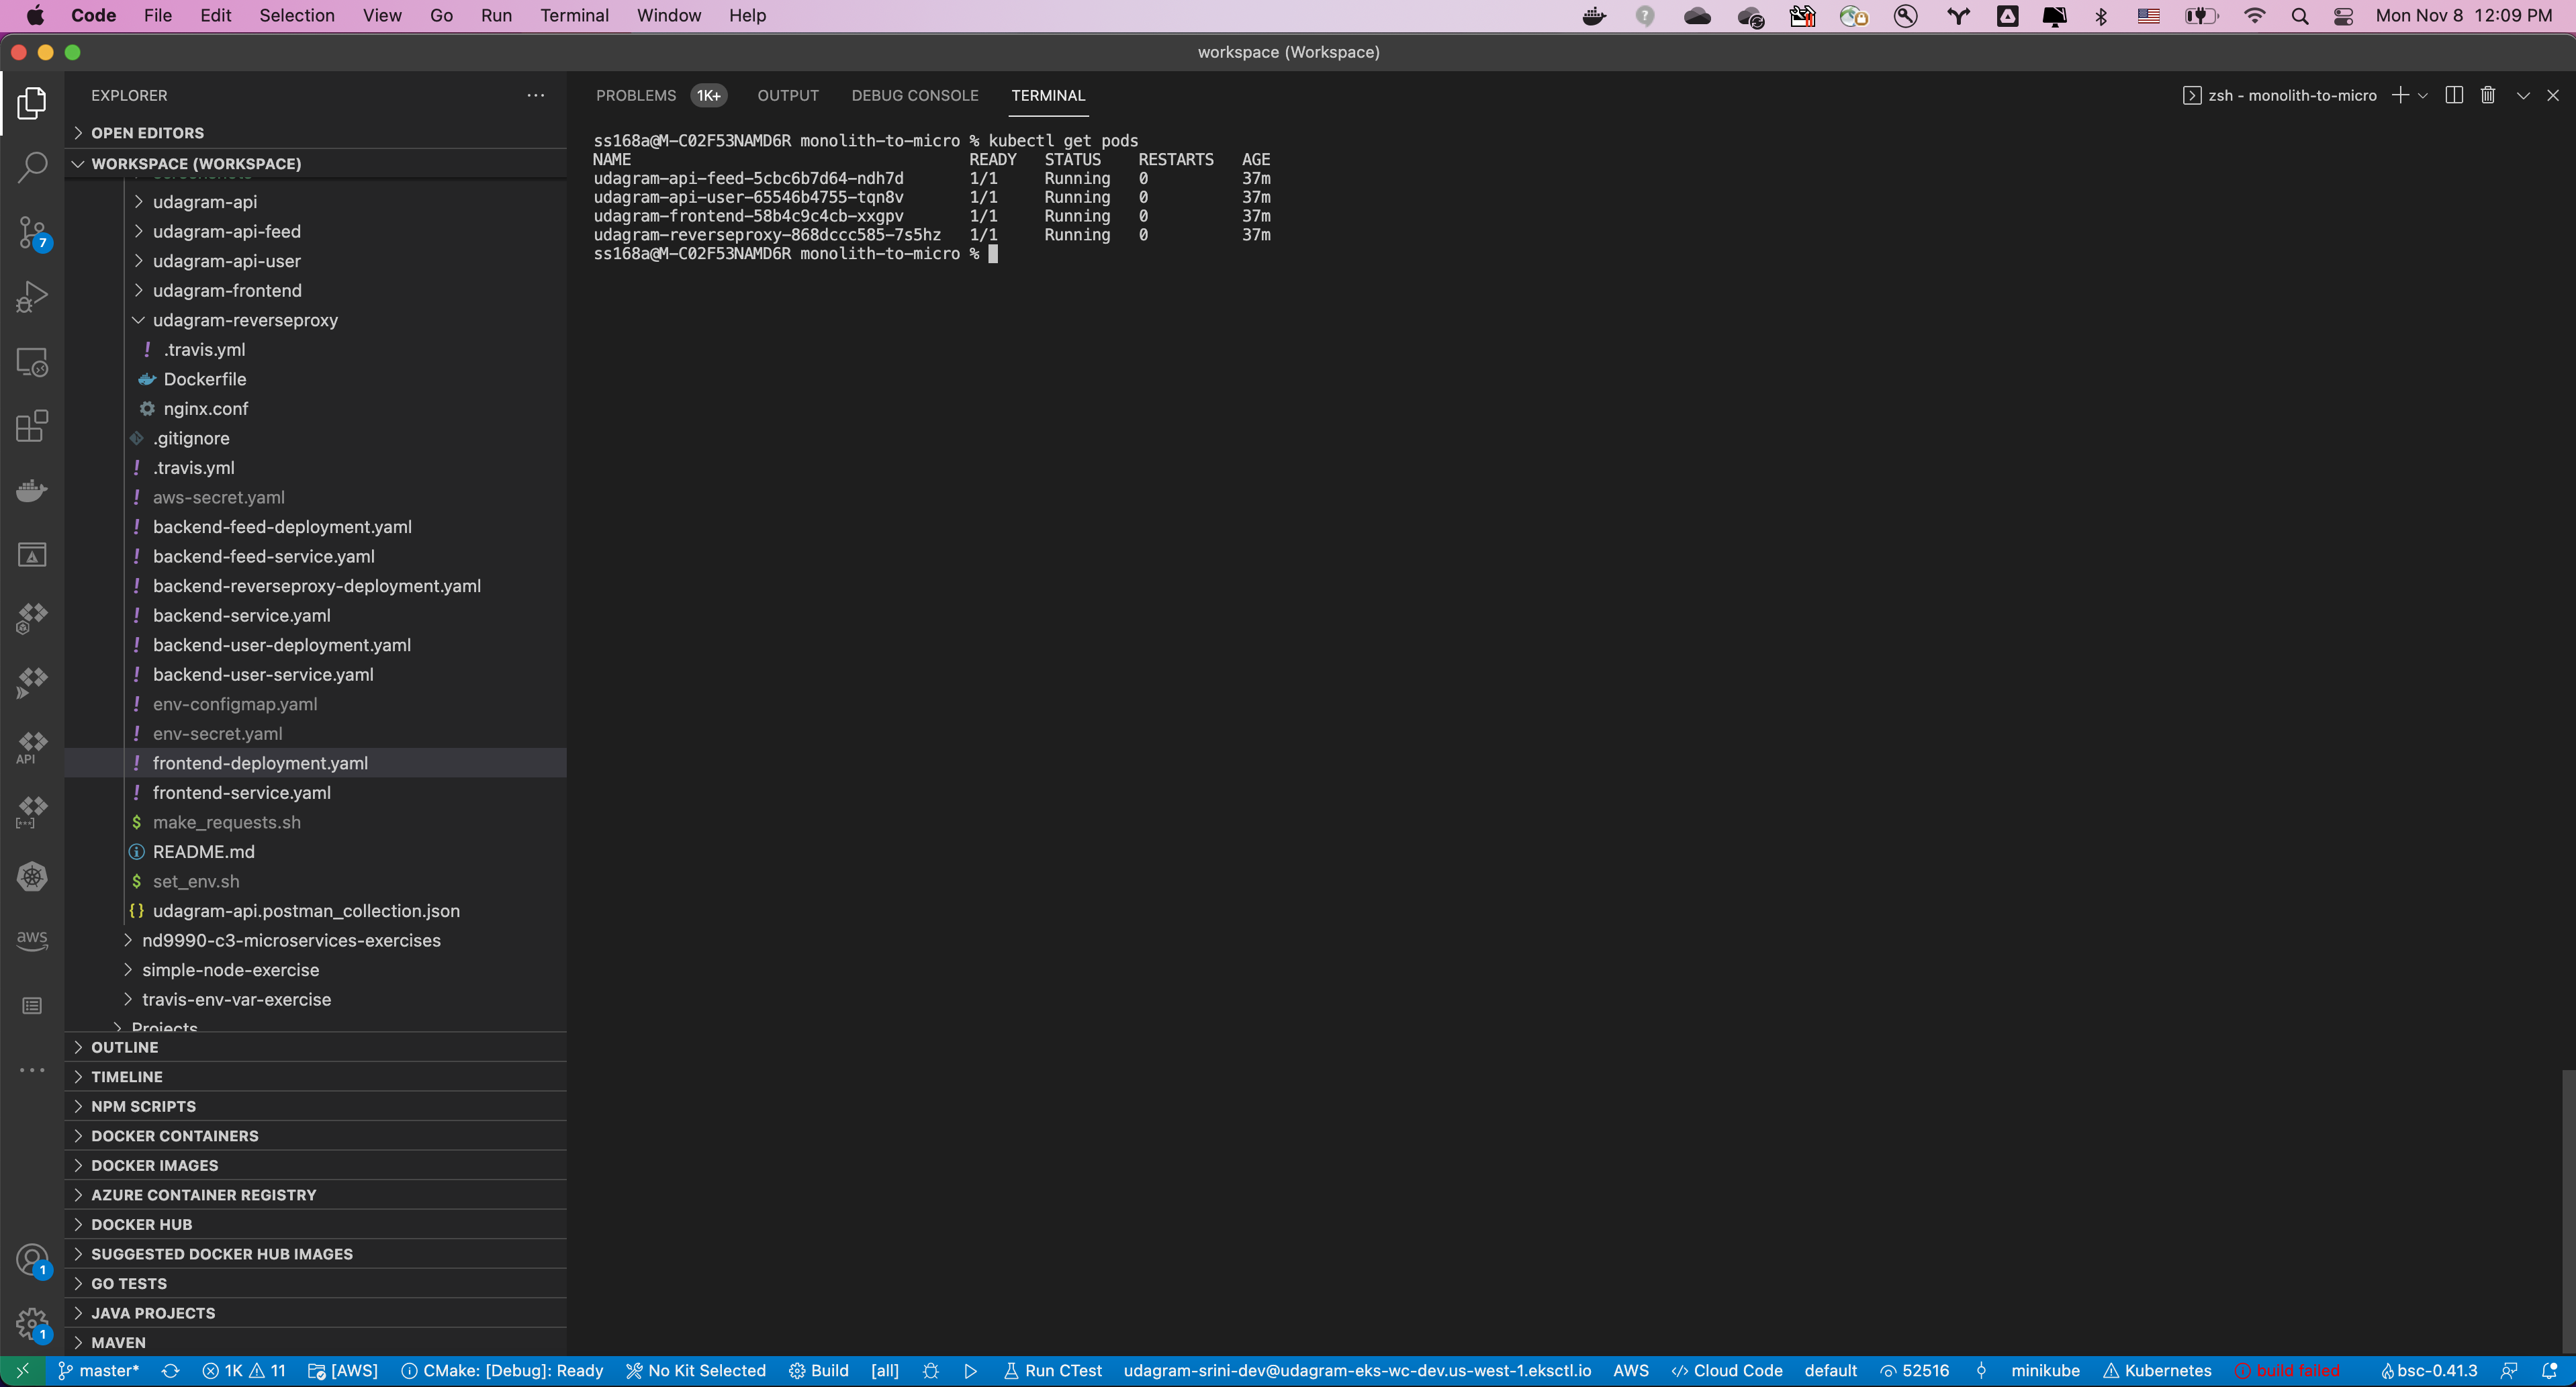 Code File Edit Selection View Go Run Terminal Window Help Mon Nov 8 12:09 PM
workspace (Workspace)
EXPLORER
OPEN EDITORS
WORKSPACE (WORKSPACE)
udagram-api
udagram-api-feed
udagram-api-user
udagram-frontend
udagram-reverseproxy
.travis.yml
Dockerfile
nginx.conf
.gitignore
.travis.yml
aws-secret.yaml
backend-feed-deployment.yaml
backend-feed-service.yaml
backend-reverseproxy-deployment.yaml
backend-service.yaml
backend-user-deployment.yaml
backend-user-service.yaml
env-configmap.yaml
env-secret.yaml
frontend-deployment.yaml
frontend-service.yaml
make_requests.sh
README.md
set_env.sh
udagram-api.postman_collection.json
nd9990-c3-microservices-exercises
simple-node-exercise
travis-env-var-exercise
Projects
OUTLINE
TIMELINE
NPM SCRIPTS
DOCKER CONTAINERS
DOCKER IMAGES
AZURE CONTAINER REGISTRY
DOCKER HUB
SUGGESTED DOCKER HUB IMAGES
GO TESTS
JAVA PROJECTS
MAVEN
7
API
aws
1
1
PROBLEMS 1K+ OUTPUT DEBUG CONSOLE TERMINAL zsh - monolith-to-micro
ss168a@M-C02F53NAMD6R monolith-to-micro % kubectl get pods
NAME READY STATUS RESTARTS AGE
udagram-api-feed-5cbc6b7d64-ndh7d 1/1 Running 0 37m
udagram-api-user-65546b4755-tqn8v 1/1 Running 0 37m
udagram-frontend-58b4c9c4cb-xxgpv 1/1 Running 0 37m
udagram-reverseproxy-868dccc585-7s5hz 1/1 Running 0 37m
ss168a@M-C02F53NAMD6R monolith-to-micro %
master* 1K 11 [AWS] CMake: [Debug]: Ready No Kit Selected Build [all] Run CTest udagram-srini-dev@udagram-eks-wc-dev.us-west-1.eksctl.io AWS </> Cloud Code default 52516 minikube Kubernetes build failed bsc-0.41.3